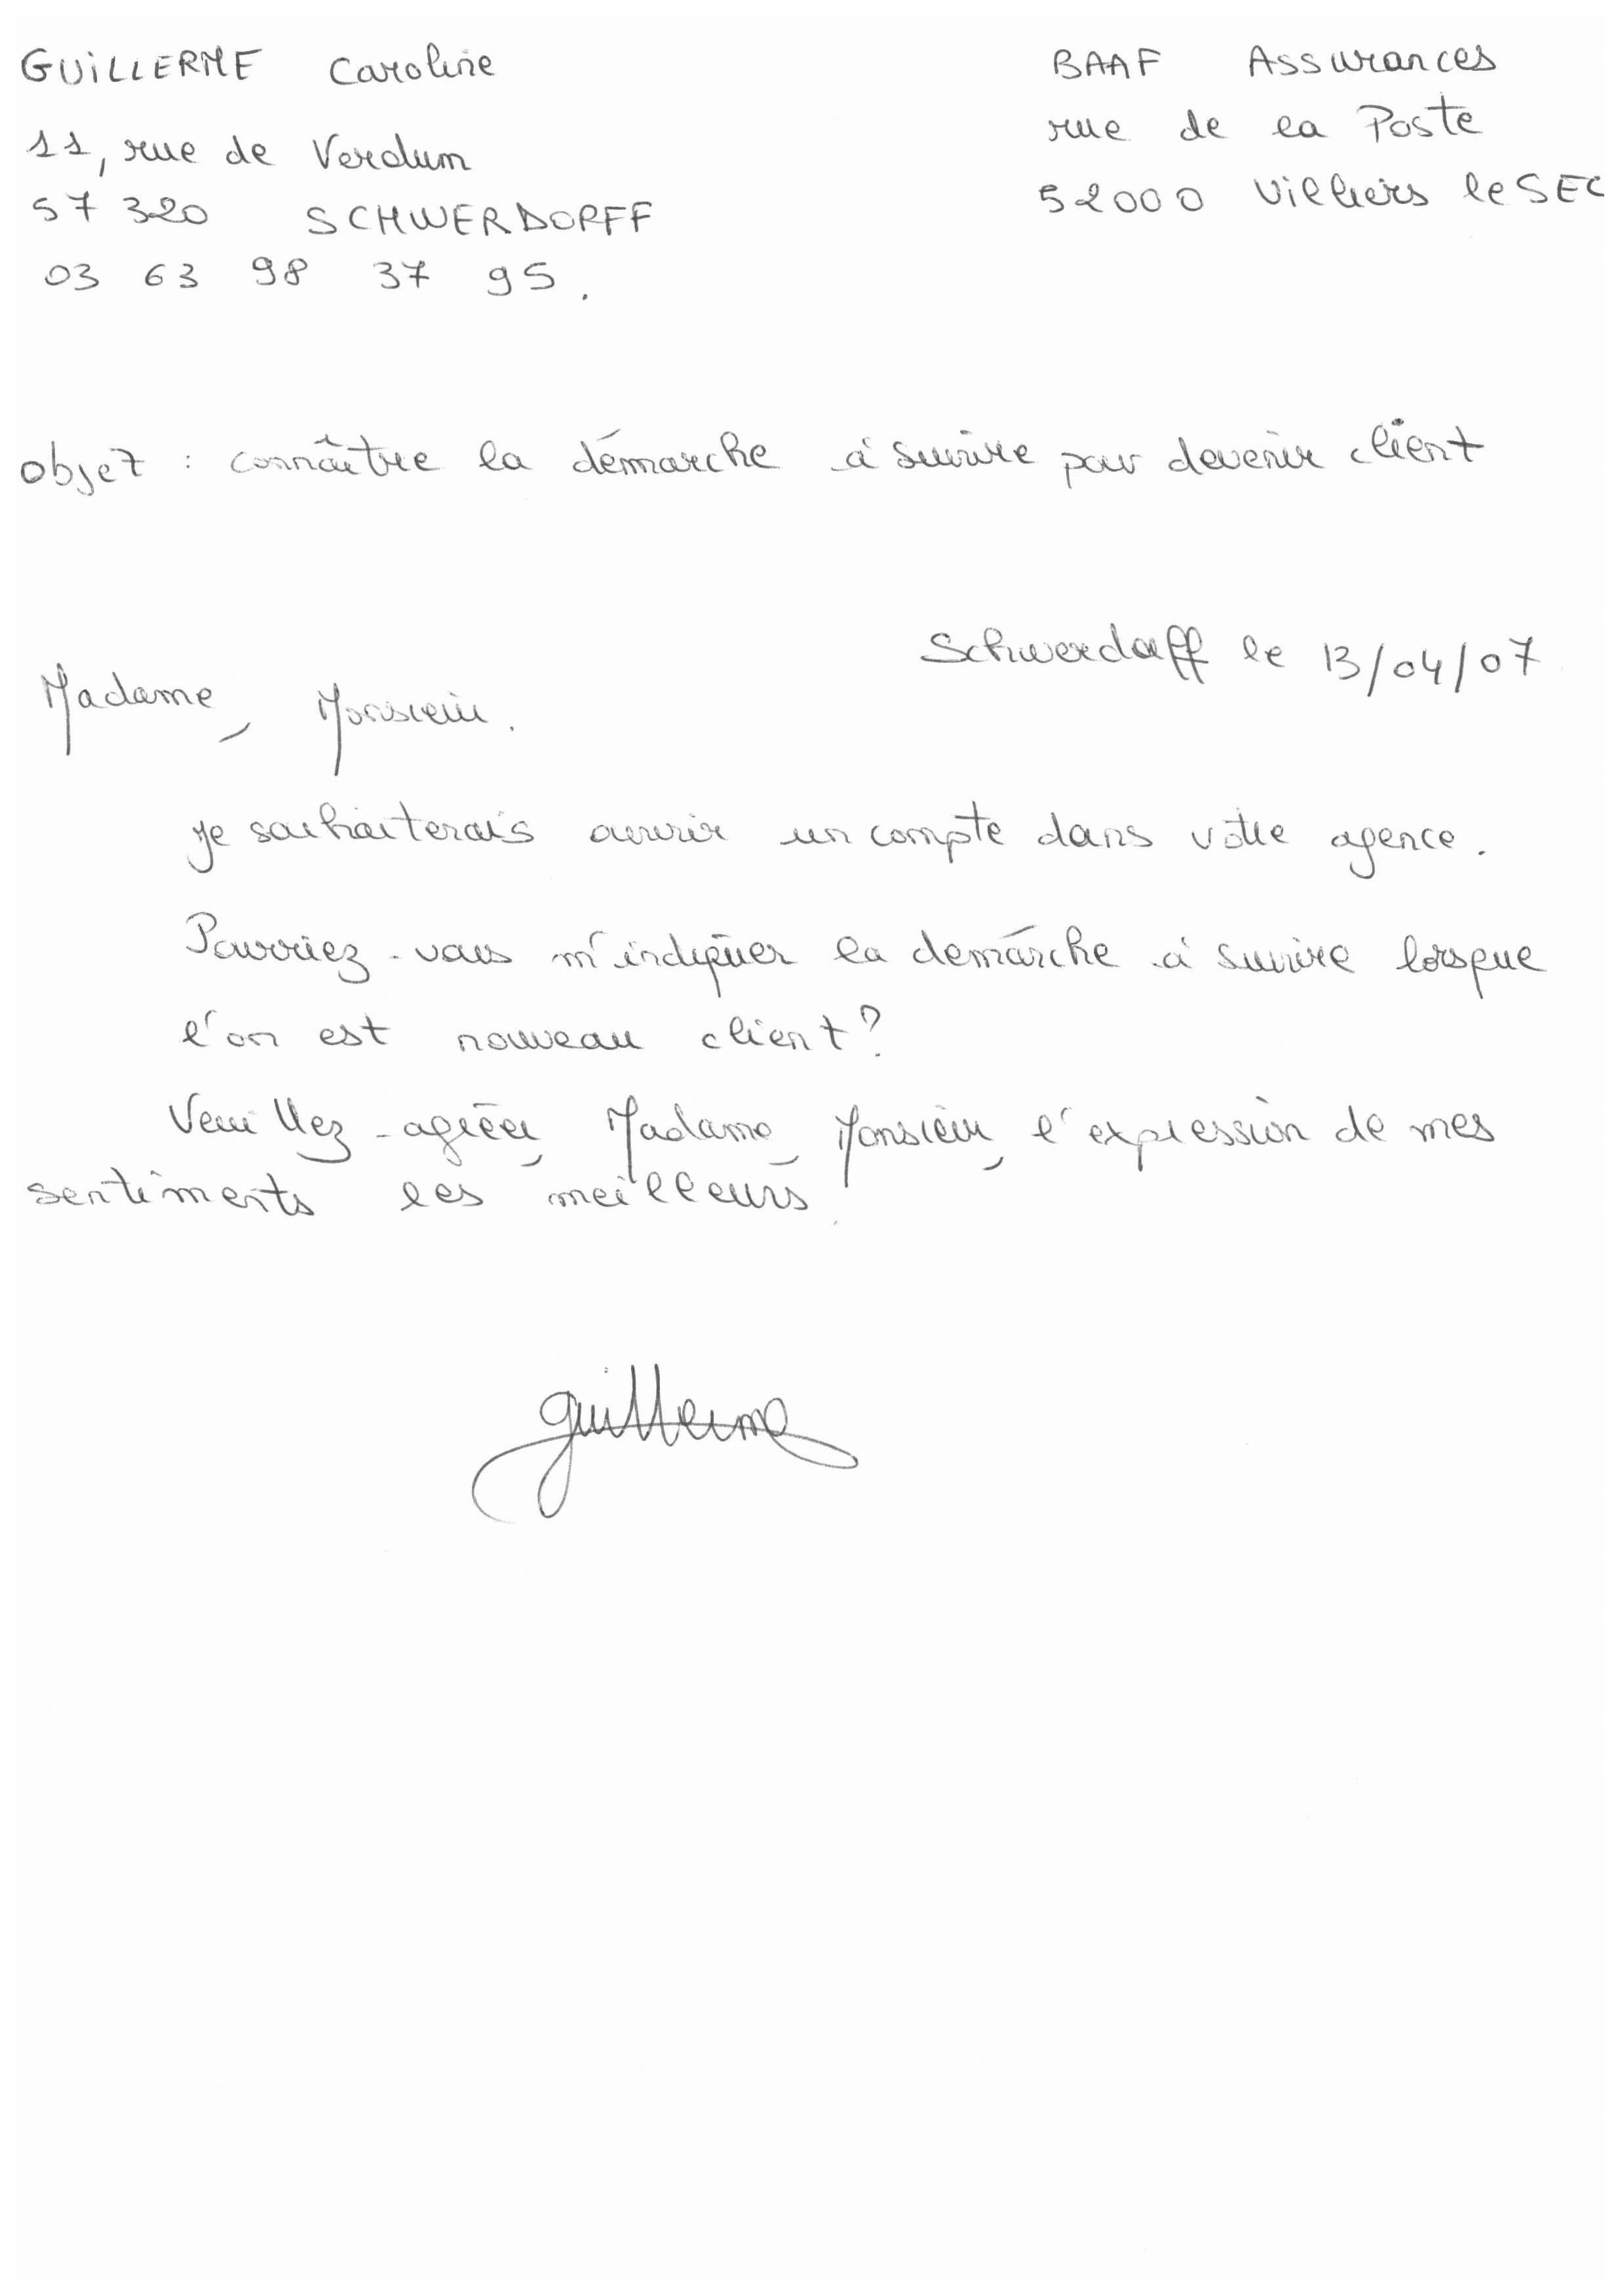 GUILLERME Caroline
11, rue de Verdum
57 320 SCHWERDORFF
03 63 98 37 95.
BAAF Assurances
rue de la Poste
52000 Villiers le SEC
objet : connaître la démarche à suivre pour devenir client
Schwerdorff le 13/04/07
Madame, Monsieur.
je souhaiterais ouvrir un compte dans votre agence.
Pourriez-vous m'indiquer la démarche à suivre lorsque
l'on est nouveau client?
Veuillez-agréer, Madame, Monsieur, l'expression de mes
sentiments les meilleurs.
guillerme